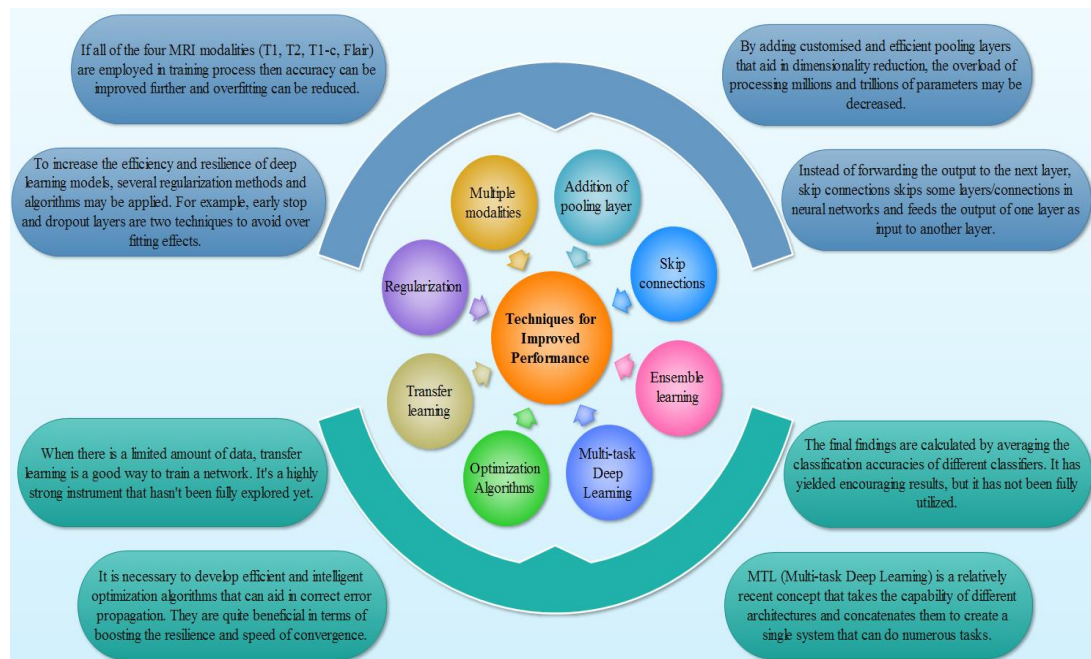 If all of the four MRI modalities (T1, T2, T1-c, Flair)
are employed in training process then accuracy can be
improved further and overfitting can be reduced.
By adding customised and efficient pooling layers
that aid in dimensionality reduction, the overload of
processing millions and trillions of parameters may be
decreased.
To increase the efficiency and resilience of deep
learning models, several regularization methods and
algorithms may be applied. For example, early stop
and dropout layers are two techniques to avoid over
fitting effects.
Instead of forwarding the output to the next layer,
skip connections skips some layers/connections in
neural networks and feeds the output of one layer as
input to another layer.
Multiple
modalities
Addition of
pooling layer
Regularization
Skip
connections
Techniques for
Improved
Performance
Transfer
learning
Ensemble
learning
Optimization
Algorithms
Multi-task
Deep
Learning
When there is a limited amount of data, transfer
learning is a good way to train a network. It's a highly
strong instrument that hasn't been fully explored yet.
The final findings are calculated by averaging the
classification accuracies of different classifiers. It has
yielded encouraging results, but it has not been fully
utilized.
It is necessary to develop efficient and intelligent
optimization algorithms that can aid in correct error
propagation. They are quite beneficial in terms of
boosting the resilience and speed of convergence.
MTL (Multi-task Deep Learning) is a relatively
recent concept that takes the capability of different
architectures and concatenates them to create a
single system that can do numerous tasks.